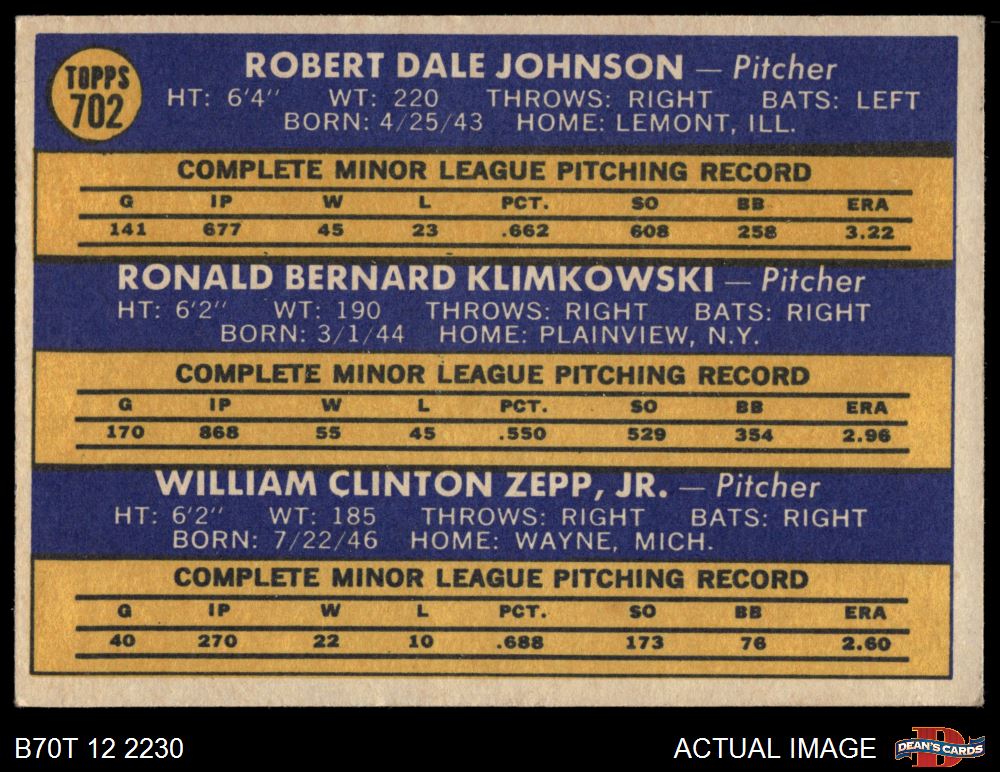 TOPPS
702
ROBERT DALE JOHNSON — Pitcher
HT: 6'4" WT: 220 THROWS: RIGHT BATS: LEFT
BORN: 4/25/43 HOME: LEMONT, ILL.
COMPLETE MINOR LEAGUE PITCHING RECORD
G IP W L PCT. SO BB ERA
141 677 45 23 .662 608 258 3.22
RONALD BERNARD KLIMKOWSKI — Pitcher
HT: 6'2" WT: 190 THROWS: RIGHT BATS: RIGHT
BORN: 3/1/44 HOME: PLAINVIEW, N.Y.
COMPLETE MINOR LEAGUE PITCHING RECORD
G IP W L PCT. SO BB ERA
170 868 55 45 .550 529 354 2.96
WILLIAM CLINTON ZEPP, JR. — Pitcher
HT: 6'2" WT: 185 THROWS: RIGHT BATS: RIGHT
BORN: 7/22/46 HOME: WAYNE, MICH.
COMPLETE MINOR LEAGUE PITCHING RECORD
G IP W L PCT. SO BB ERA
40 270 22 10 .688 173 76 2.60
B70T 12 2230
ACTUAL IMAGE
D
DEAN'S CARDS